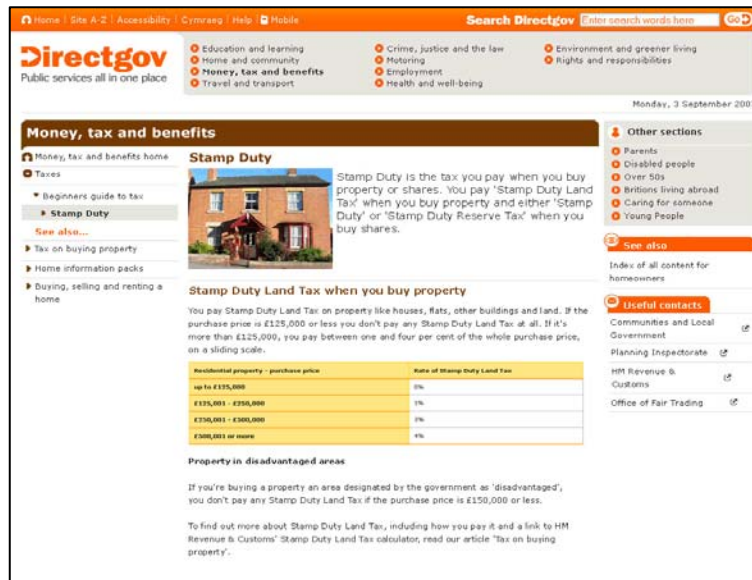 Home | Site A-Z | Accessibility | Cymraeg | Help | Mobile
Search Directgov Enter search words here Go
Directgov
Public services all in one place
Education and learning
Home and community
Money, tax and benefits
Travel and transport
Crime, justice and the law
Motoring
Employment
Health and well-being
Environment and greener living
Rights and responsibilities
Monday, 3 September 200
Money, tax and benefits
Money, tax and benefits home
Taxes
Beginners guide to tax
Stamp Duty
See also...
Tax on buying property
Home information packs
Buying, selling and renting a
home
Stamp Duty
Stamp Duty is the tax you pay when you buy
property or shares. You pay 'Stamp Duty Land
Tax' when you buy property and either 'Stamp
Duty' or 'Stamp Duty Reserve Tax' when you
buy shares.
Stamp Duty Land Tax when you buy property
You pay Stamp Duty Land Tax on property like houses, flats, other buildings and land. If the
purchase price is £125,000 or less you don't pay any Stamp Duty Land Tax at all. If it's
more than £125,000, you pay between one and four per cent of the whole purchase price,
on a sliding scale.
Residential property - purchase price Rate of Stamp Duty Land Tax
up to £125,000 0%
£125,001 - £250,000 1%
£250,001 - £500,000 3%
£500,001 or more 4%
Property in disadvantaged areas
If you're buying a property an area designated by the government as 'disadvantaged',
you don't pay any Stamp Duty Land Tax if the purchase price is £150,000 or less.
To find out more about Stamp Duty Land Tax, including how you pay it and a link to HM
Revenue & Customs' Stamp Duty Land Tax calculator, read our article 'Tax on buying
property'.
Other sections
Parents
Disabled people
Over 50s
Britions living abroad
Caring for someone
Young People
See also
Index of all content for
homeowners
Useful contacts
Communities and Local
Government
Planning Inspectorate
HM Revenue &
Customs
Office of Fair Trading